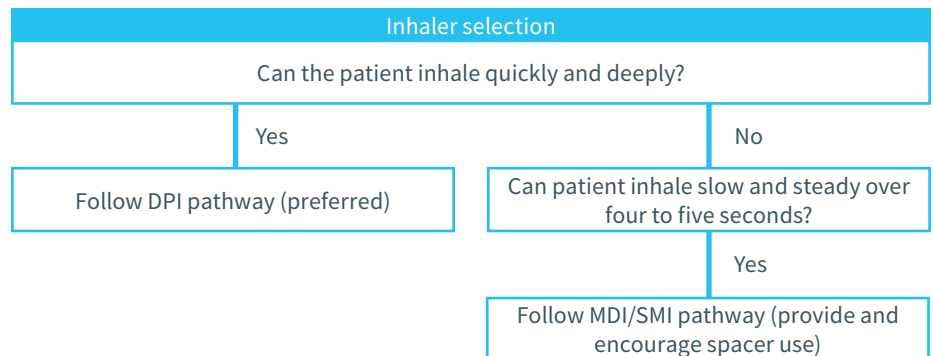 Inhaler selection
Can the patient inhale quickly and deeply?
Yes
No
Follow DPI pathway (preferred)
Can patient inhale slow and steady over
four to five seconds?
Yes
Follow MDI/SMI pathway (provide and
encourage spacer use)